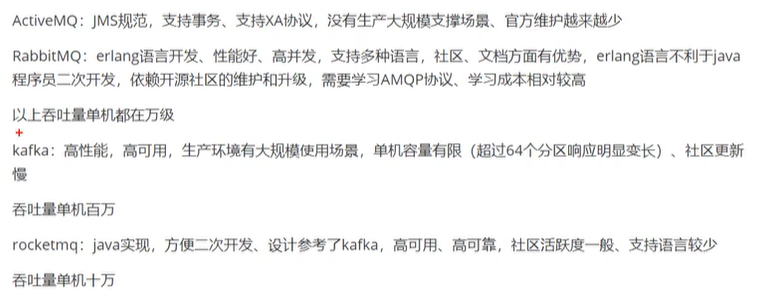 ActiveMQ：JMS规范，支持事务、支持XA协议，没有生产大规模支撑场景、官方维护越来越少
RabbitMQ：erlang语言开发、性能好、高并发，支持多种语言，社区、文档方面有优势，erlang语言不利于java
程序员二次开发，依赖开源社区的维护和升级，需要学习AMQP协议、学习成本相对较高
以上吞吐量单机都在万级
kafka：高性能，高可用，生产环境有大规模使用场景，单机容量有限（超过64个分区响应明显变长）、社区更新
慢
吞吐量单机百万
rocketmq：java实现，方便二次开发、设计参考了kafka，高可用、高可靠，社区活跃度一般、支持语言较少
吞吐量单机十万